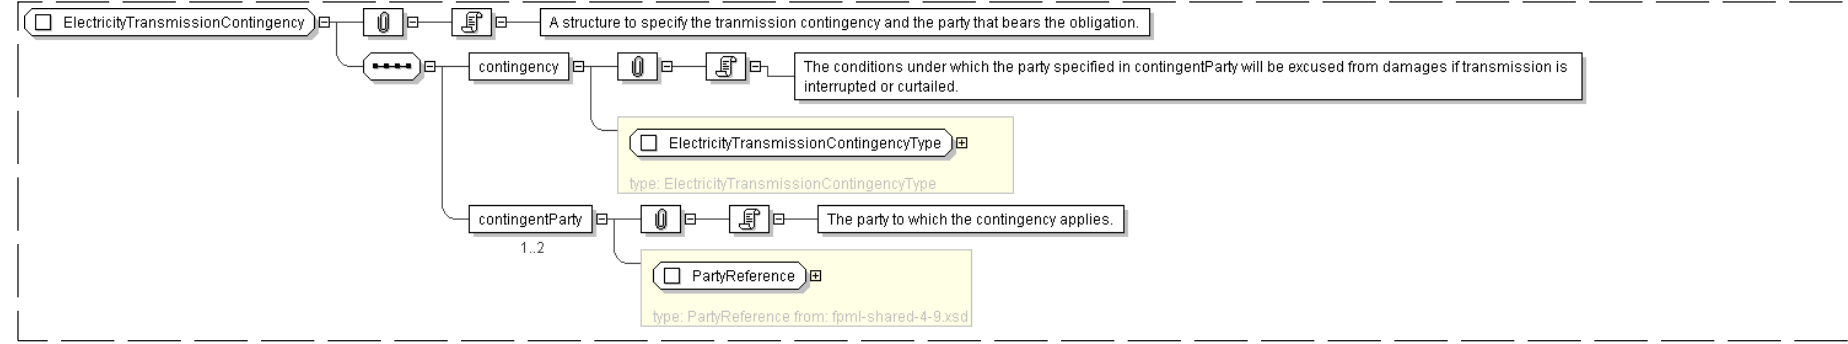 ElectricityTransmissionContingency
A structure to specify the tranmission contingency and the party that bears the obligation.
contingency
The conditions under which the party specified in contingentParty will be excused from damages if transmission is
interrupted or curtailed.
ElectricityTransmissionContingencyType
type: ElectricityTransmissionContingencyType
contingentParty
1..2
The party to which the contingency applies.
PartyReference
type: PartyReference from: fpml-shared-4-9.xsd